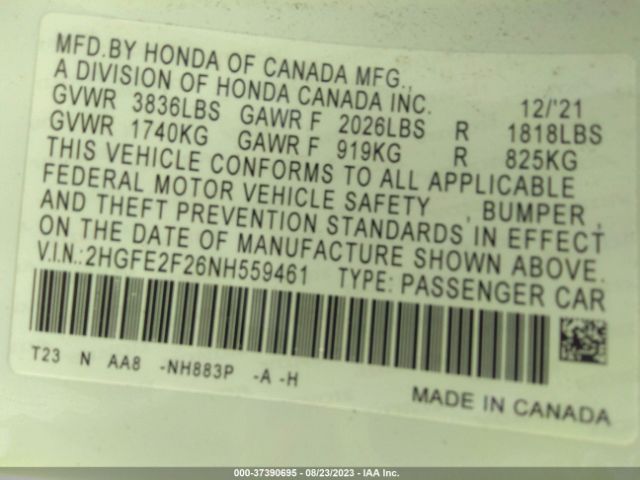 MFD.BY HONDA OF CANADA MFG.,
A DIVISION OF HONDA CANADA INC. 12/'21
GVWR 3836LBS GAWR F 2026LBS R 1818LBS
GVWR 1740KG GAWR F 919KG R 825KG
THIS VEHICLE CONFORMS TO ALL APPLICABLE
FEDERAL MOTOR VEHICLE SAFETY , BUMPER ,
AND THEFT PREVENTION STANDARDS IN EFFECT
ON THE DATE OF MANUFACTURE SHOWN ABOVE.
V.I.N.:2HGFE2F26NH559461 TYPE: PASSENGER CAR
T23 N AA8 -NH883P -A -H
MADE IN CANADA
000-37390695 - 08/23/2023 - IAA Inc.